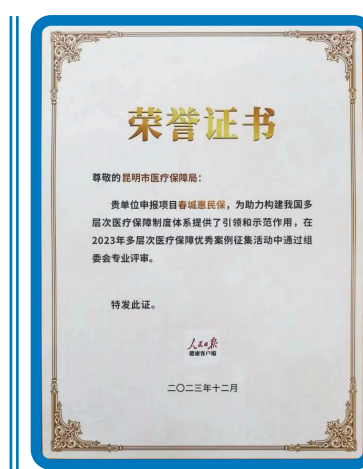 荣誉证书
尊敬的昆明市医疗保障局：
贵单位申报项目春城惠民保，为助力构建我国多
层次医疗保障制度体系提供了引领和示范作用，在
2023年多层次医疗保障优秀案例征集活动中通过组
委会专业评审。
特发此证。
人民日报
健康客户端
二〇二三年十二月